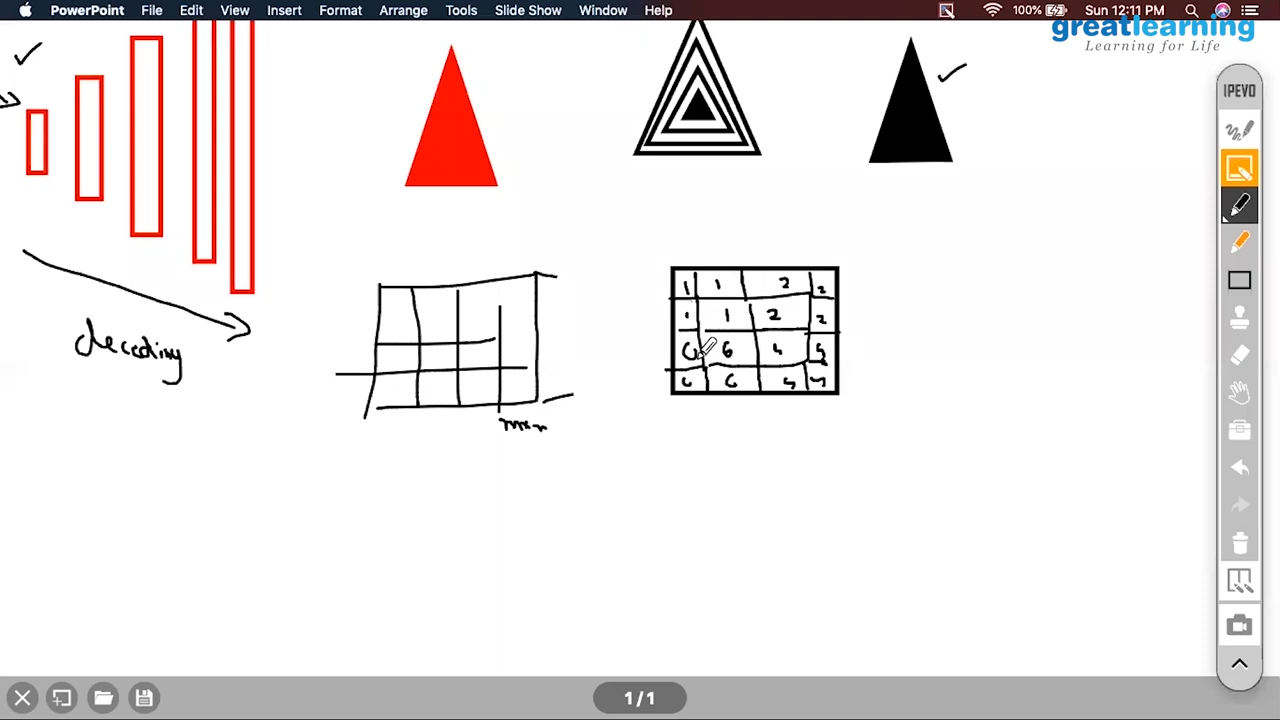 PowerPoint File Edit View Insert Format Arrange Tools Slide Show Window Help 100% Sun 12:11 PM
greatlearning
Learning for Life
IPEVO
decoding
1 1 2 2
1 1 2 2
6 6 4 4
6 6 4 4
1/1